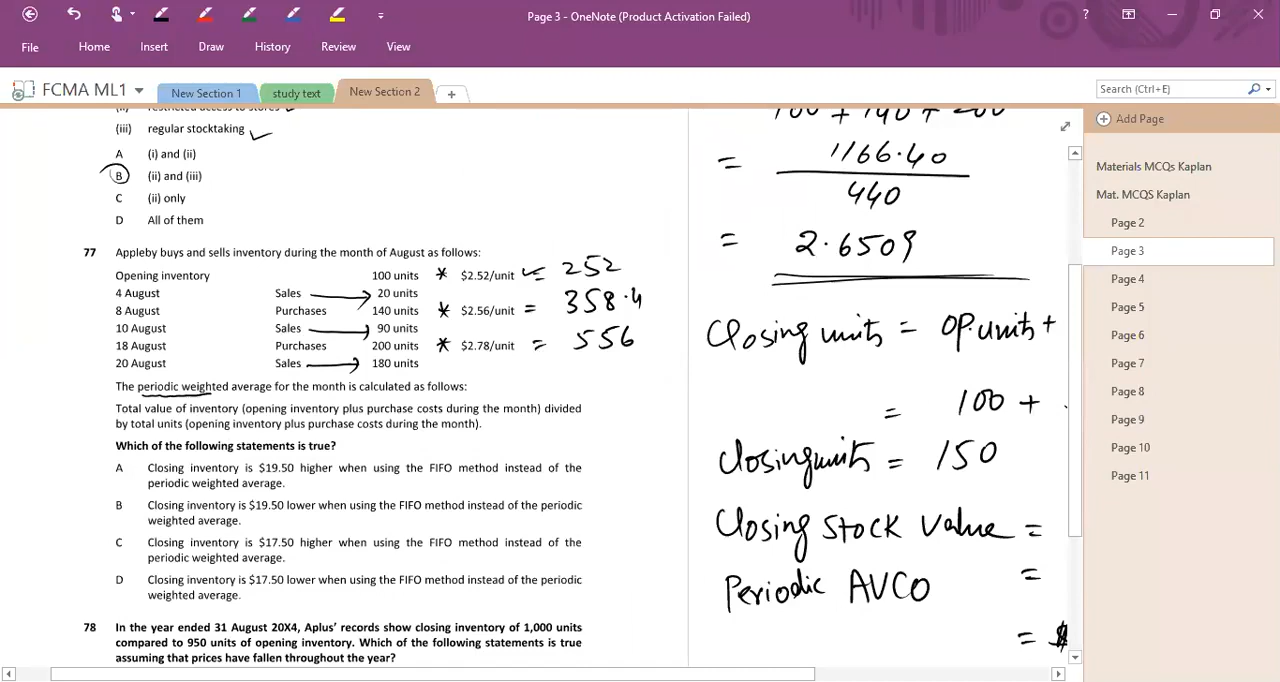 Page 3 - OneNote (Product Activation Failed)
?
File Home Insert Draw History Review View
FCMA ML1 New Section 1 study text New Section 2 +
Search (Ctrl+E)
Add Page
Materials MCQs Kaplan
Mat. MCQS Kaplan
Page 2
Page 3
Page 4
Page 5
Page 6
Page 7
Page 8
Page 9
Page 10
Page 11
(ii) restricted access to stores
(iii) regular stocktaking
A (i) and (ii)
B (ii) and (iii)
C (ii) only
D All of them
77 Appleby buys and sells inventory during the month of August as follows:
Opening inventory 100 units * $2.52/unit = 252
4 August Sales 20 units
8 August Purchases 140 units * $2.56/unit = 358.4
10 August Sales 90 units
18 August Purchases 200 units * $2.78/unit = 556
20 August Sales 180 units
The periodic weighted average for the month is calculated as follows:
Total value of inventory (opening inventory plus purchase costs during the month) divided
by total units (opening inventory plus purchase costs during the month).
Which of the following statements is true?
A Closing inventory is $19.50 higher when using the FIFO method instead of the
periodic weighted average.
B Closing inventory is $19.50 lower when using the FIFO method instead of the periodic
weighted average.
C Closing inventory is $17.50 higher when using the FIFO method instead of the
periodic weighted average.
D Closing inventory is $17.50 lower when using the FIFO method instead of the periodic
weighted average.
78 In the year ended 31 August 20X4, Aplus' records show closing inventory of 1,000 units
compared to 950 units of opening inventory. Which of the following statements is true
assuming that prices have fallen throughout the year?
100 + 140 + 200
= 1166.40
440
= 2.6509
Closing units = OP. units +
= 100 +
Closing units = 150
Closing Stock Value =
Periodic AVCO =
= $